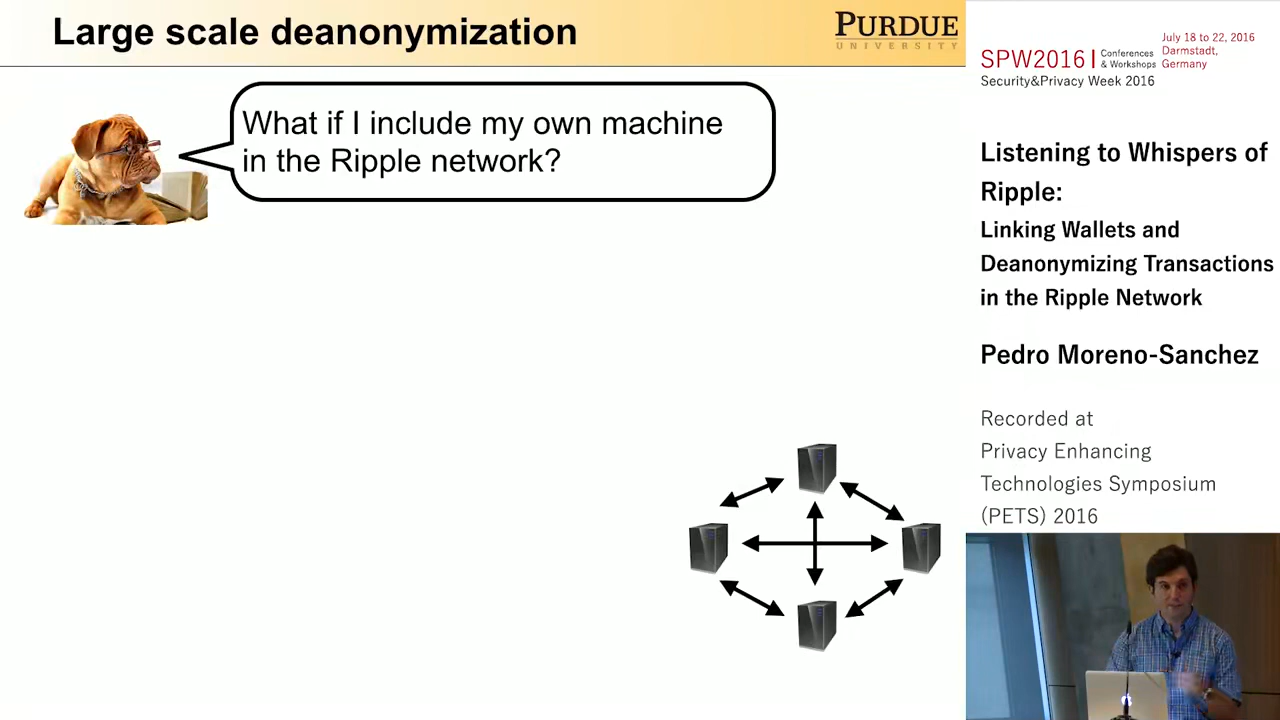 Large scale deanonymization
PURDUE
UNIVERSITY
What if I include my own machine
in the Ripple network?
SPW2016 | Conferences
& Workshops
July 18 to 22, 2016
Darmstadt,
Germany
Security&Privacy Week 2016
Listening to Whispers of
Ripple:
Linking Wallets and
Deanonymizing Transactions
in the Ripple Network
Pedro Moreno-Sanchez
Recorded at
Privacy Enhancing
Technologies Symposium
(PETS) 2016